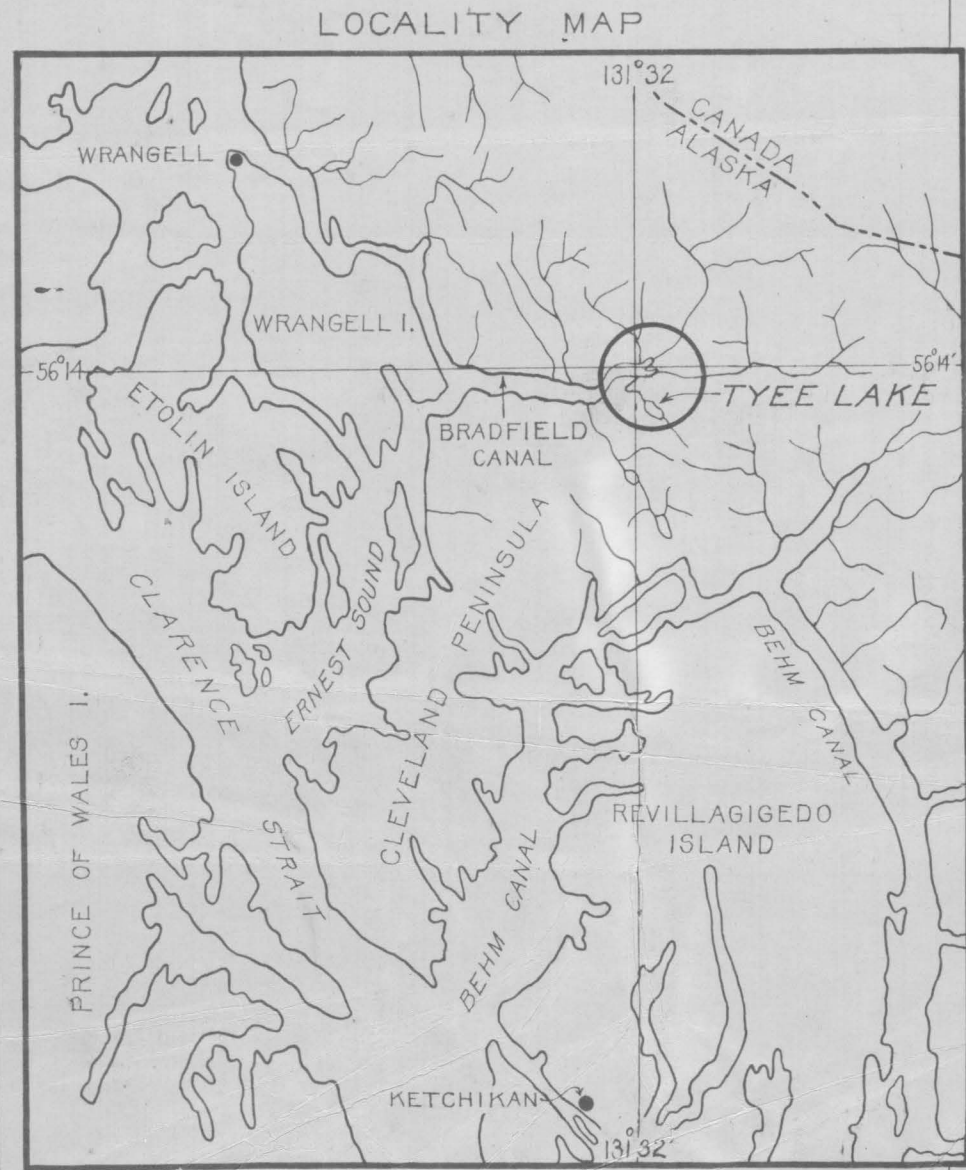 LOCALITY MAP
131°32
CANADA
ALASKA
WRANGELL
WRANGELL I.
56°14
56°14'
TYEE LAKE
BRADFIELD
CANAL
ETOLIN ISLAND
CLARENCE
STRAIT
ERNEST SOUND
CLEVELAND PENINSULA
BEHM CANAL
PRINCE OF WALES I.
REVILLAGIGEDO
ISLAND
BEHM CANAL
KETCHIKAN
131°32'